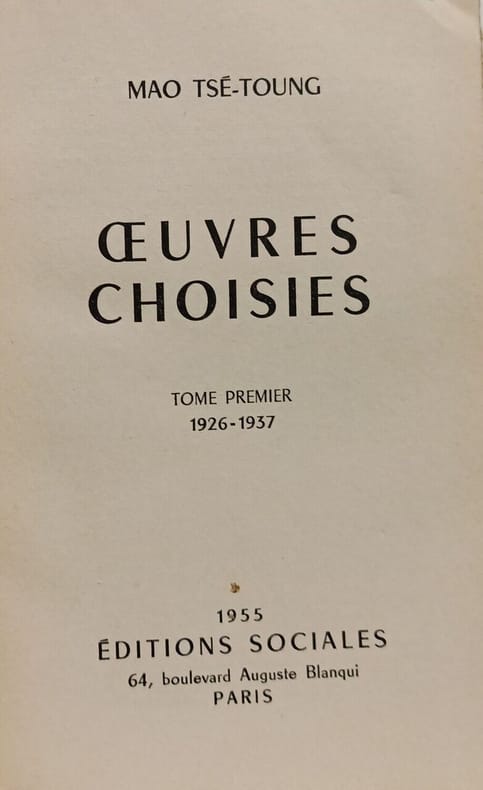 MAO TSÉ-TOUNG
ŒUVRES
CHOISIES
TOME PREMIER
1926-1937
1955
ÉDITIONS SOCIALES
64, boulevard Auguste Blanqui
PARIS